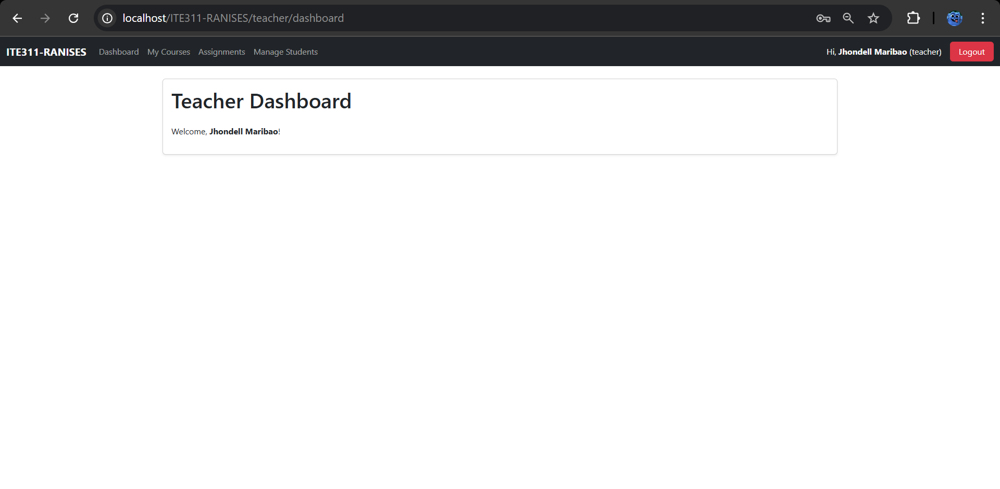 localhost/ITE311-RANISES/teacher/dashboard
ITE311-RANISES Dashboard My Courses Assignments Manage Students Hi, Jhondell Maribao (teacher) Logout
Teacher Dashboard
Welcome, Jhondell Maribao!